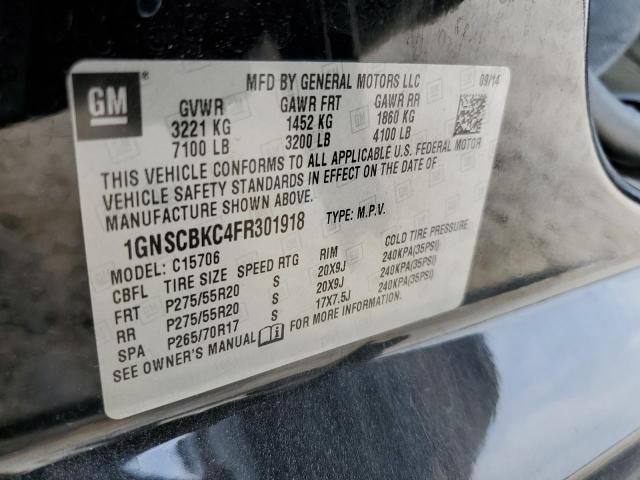 GM ®
MFD BY GENERAL MOTORS LLC 09/14
GVWR GAWR FRT GAWR RR
3221 KG 1452 KG 1860 KG
7100 LB 3200 LB 4100 LB
THIS VEHICLE CONFORMS TO ALL APPLICABLE U.S. FEDERAL MOTOR
VEHICLE SAFETY STANDARDS IN EFFECT ON THE DATE OF
MANUFACTURE SHOWN ABOVE.
1GNSCBKC4FR301918 TYPE: M.P.V.
MODEL: C15706
CBFL TIRE SIZE SPEED RTG RIM COLD TIRE PRESSURE
FRT P275/55R20 S 20X9J 240KPA(35PSI)
RR P275/55R20 S 20X9J 240KPA(35PSI)
SPA P265/70R17 S 17X7.5J 240KPA(35PSI)
SEE OWNER'S MANUAL FOR MORE INFORMATION.